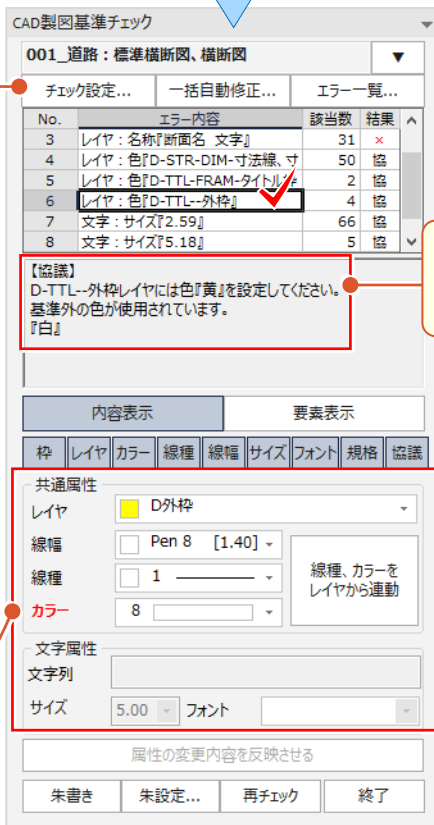 CAD製図基準チェック
001_道路：標準横断図、横断図
チェック設定... 一括自動修正... エラー一覧...
No. エラー内容 該当数 結果
3 レイヤ：名称『断面名_文字』 31 ×
4 レイヤ：色『D-STR-DIM-寸法線、寸 50 協
5 レイヤ：色『D-TTL-FRAM-タイトル 2 協
6 レイヤ：色『D-TTL--外枠』 4 協
7 文字：サイズ『2.59』 66 協
8 文字：サイズ『5.18』 5 協
【協議】
D-TTL--外枠レイヤには色『黄』を設定してください。
基準外の色が使用されています。
『白』
内容表示 要素表示
枠 レイヤ カラー 線種 線幅 サイズ フォント 規格 協議
共通属性
レイヤ D外枠
線幅 Pen 8 [1.40]
線種 1
線種、カラーを
レイヤから連動
カラー 8
文字属性
文字列
サイズ 5.00 フォント
属性の変更内容を反映させる
朱書き 朱設定... 再チェック 終了